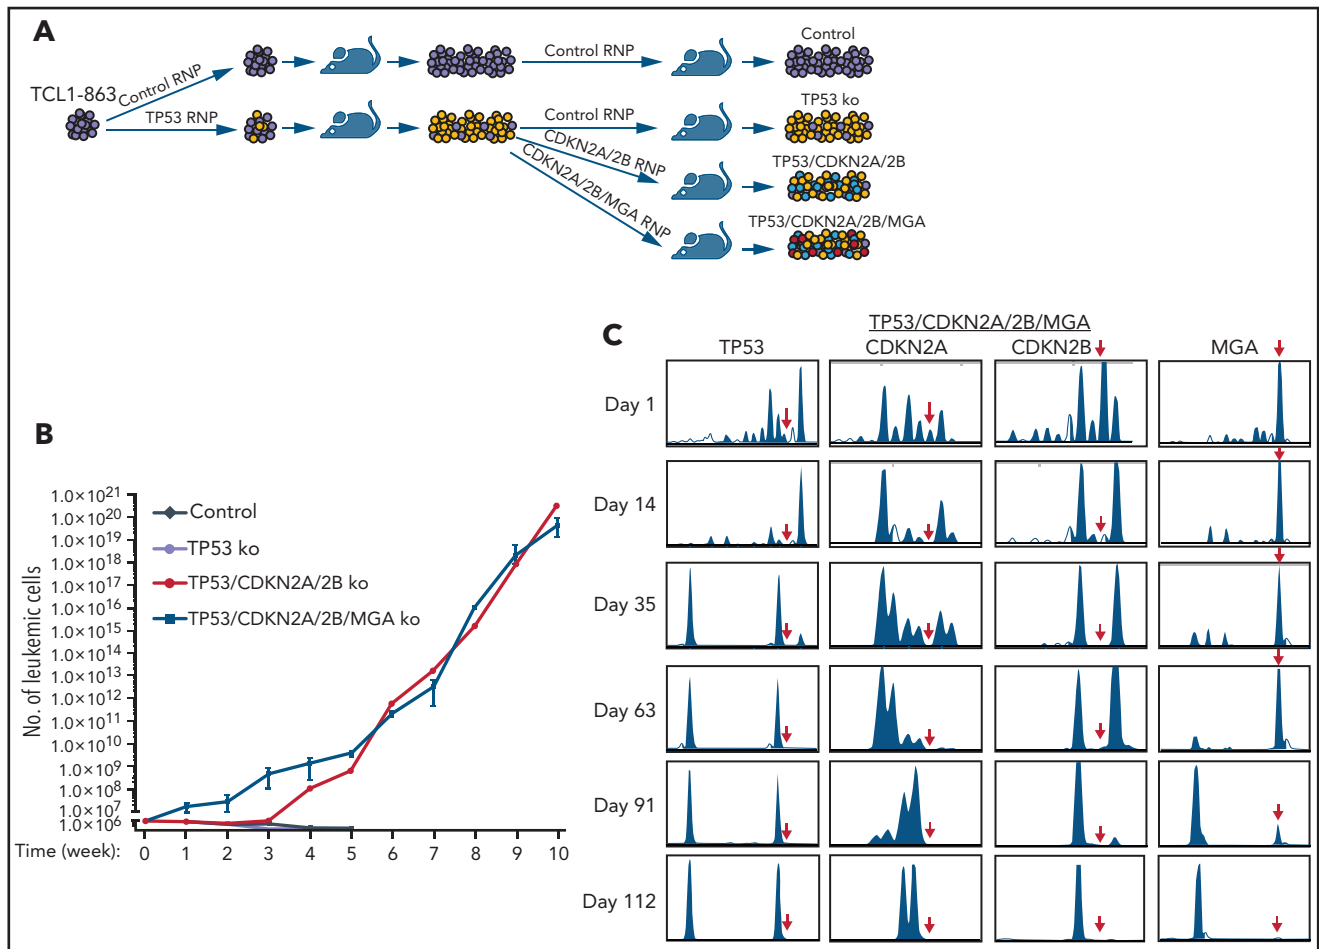 A
Control RNP
Control RNP
Control
TCL1-863
TP53 RNP
Control RNP
TP53 ko
CDKN2A/2B RNP
TP53/CDKN2A/2B
CDKN2A/2B/MGA RNP
TP53/CDKN2A/2B/MGA
B
No. of leukemic cells
1.0×10²¹
1.0×10²⁰
1.0×10¹⁹
1.0×10¹⁸
1.0×10¹⁷
1.0×10¹⁶
1.0×10¹⁵
1.0×10¹⁴
1.0×10¹³
1.0×10¹²
1.0×10¹¹
1.0×10¹⁰
1.0×10⁹
1.0×10⁸
1.0×10⁷
1.0×10⁶
Control
TP53 ko
TP53/CDKN2A/2B ko
TP53/CDKN2A/2B/MGA ko
Time (week): 0 1 2 3 4 5 6 7 8 9 10
C
TP53/CDKN2A/2B/MGA
TP53 CDKN2A CDKN2B MGA
Day 1
Day 14
Day 35
Day 63
Day 91
Day 112